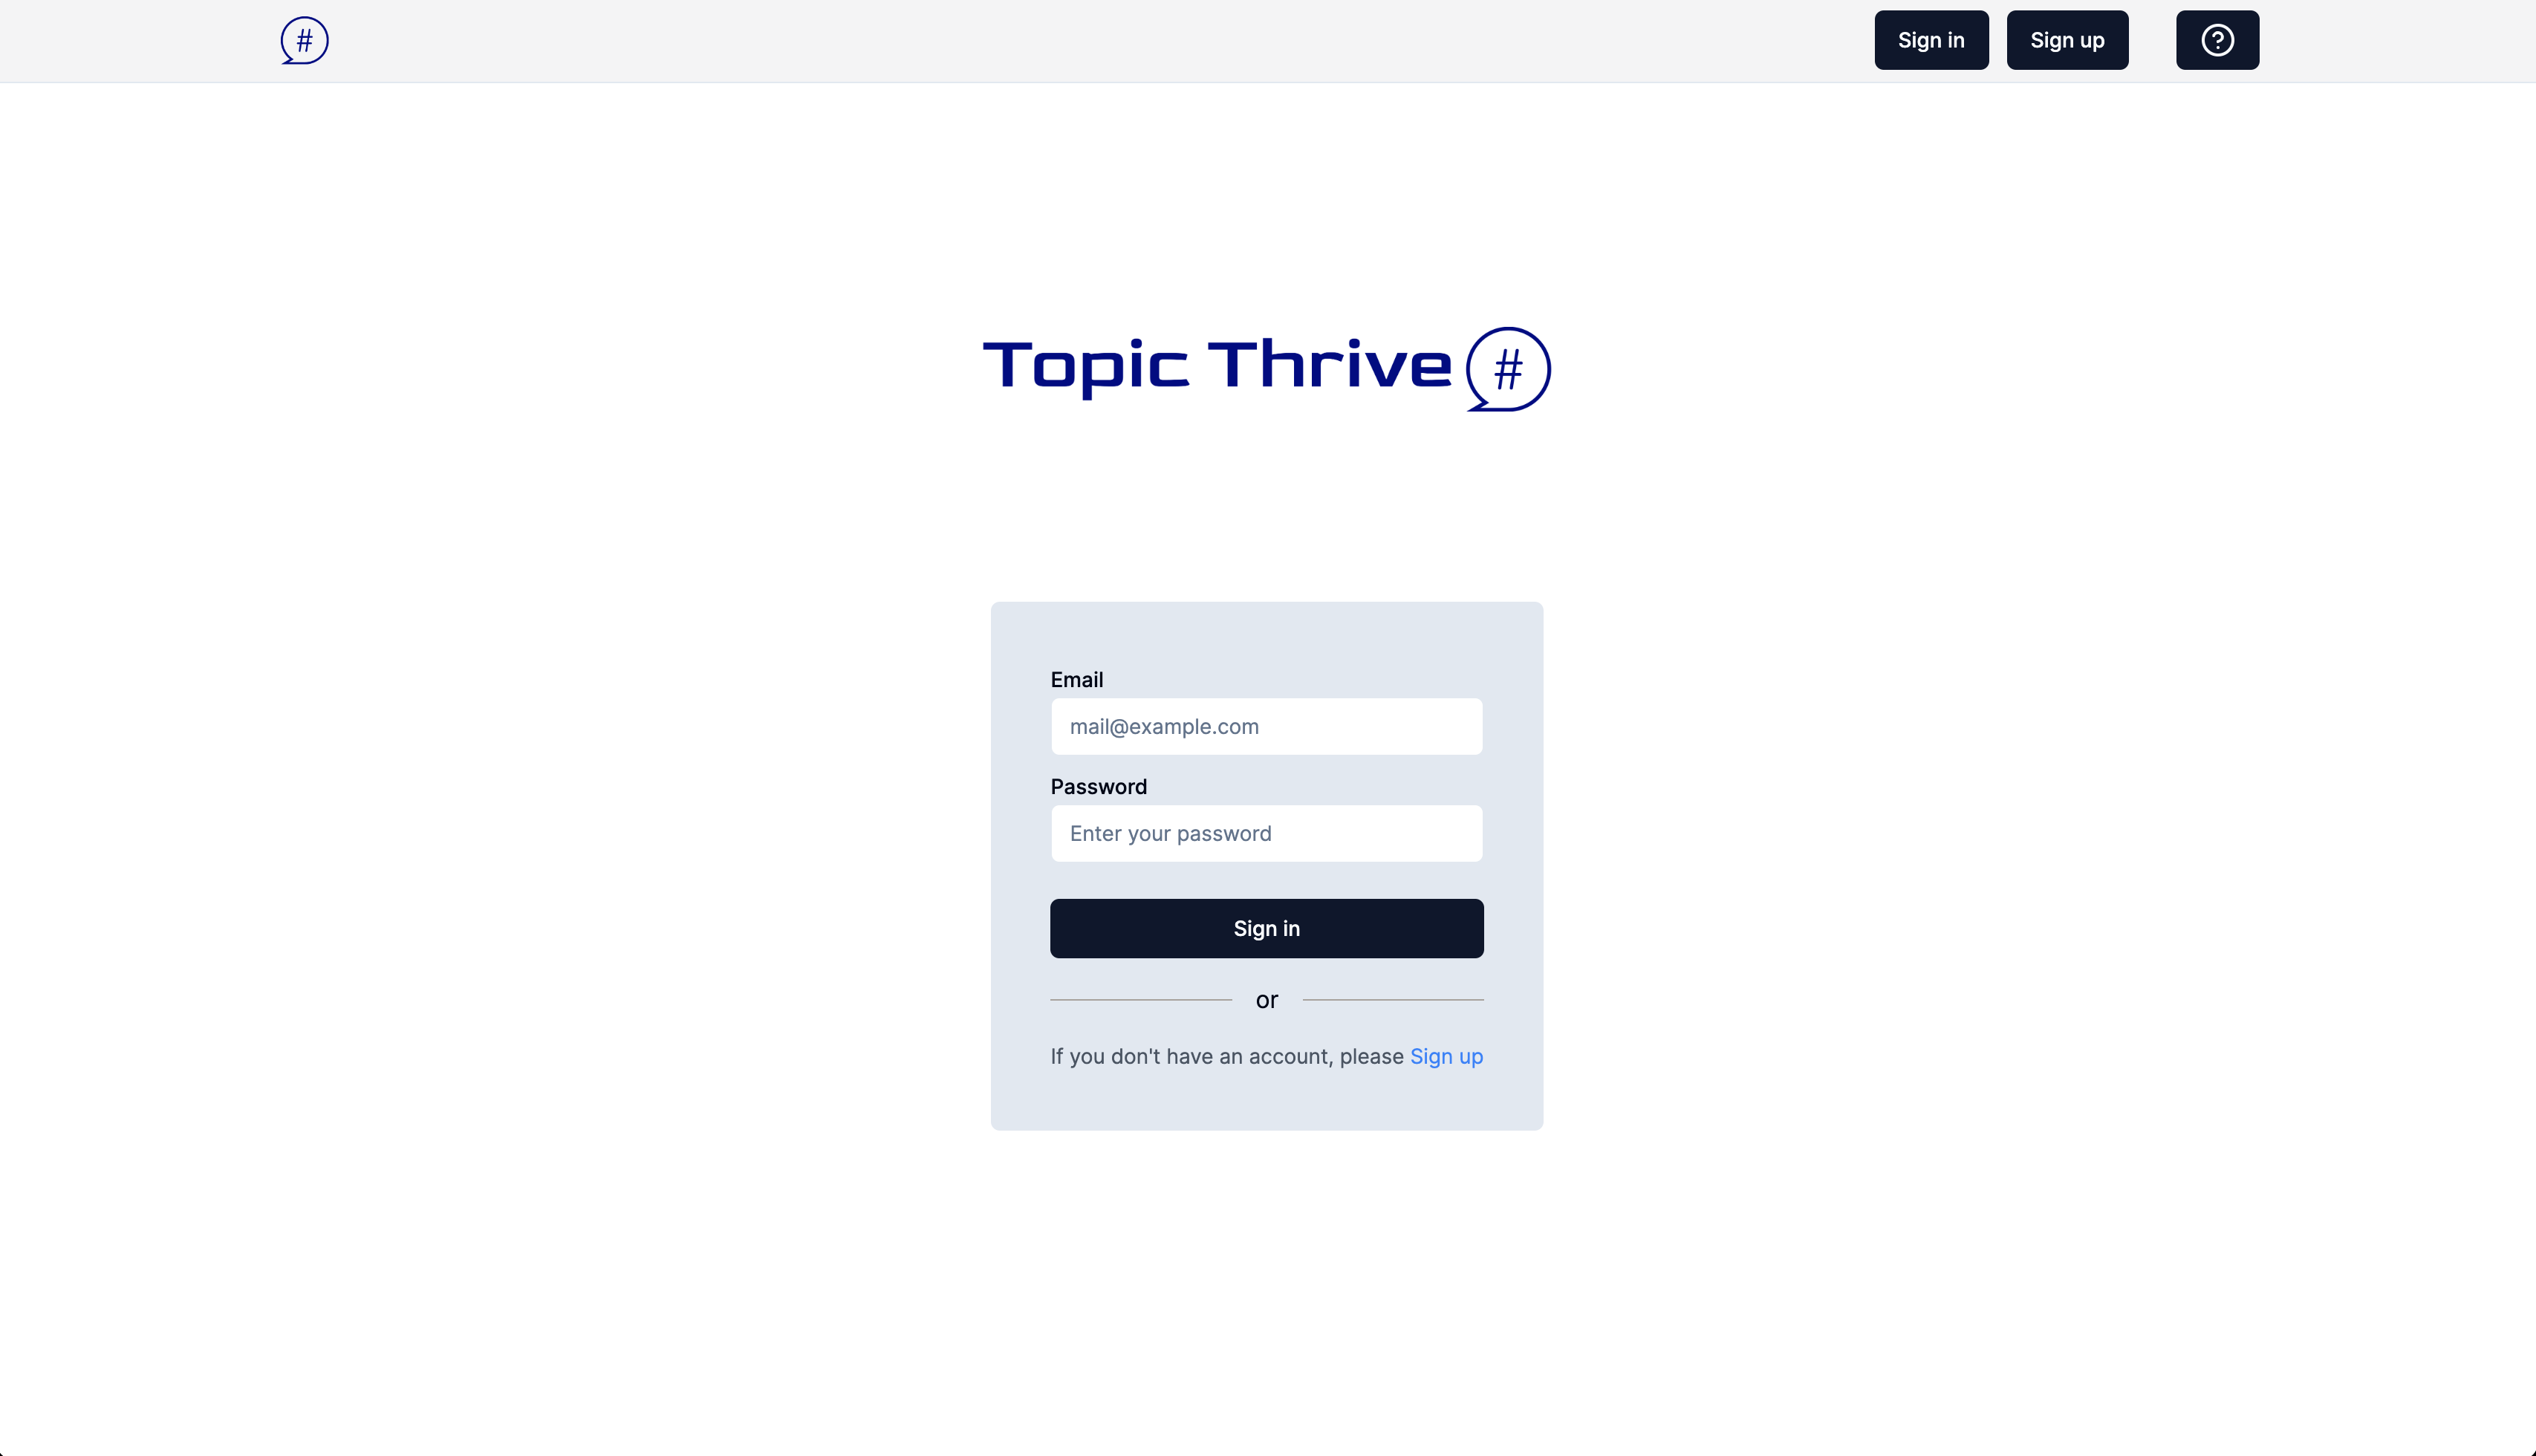 #
Sign in
Sign up
?
Topic Thrive #
Email
mail@example.com
Password
Enter your password
Sign in
or
If you don't have an account, please Sign up